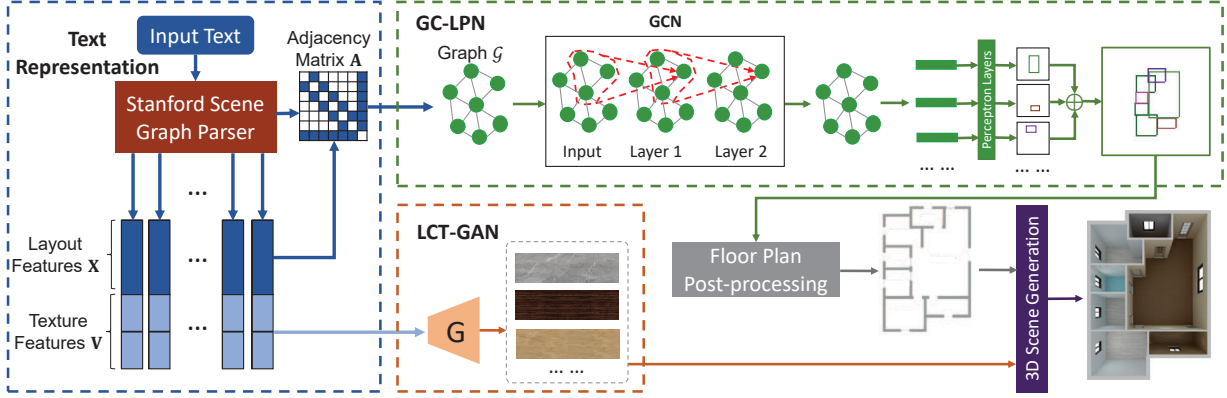 Text
Representation
Input Text
Stanford Scene
Graph Parser
Adjacency
Matrix A
...
Layout
Features X
...
Texture
Features V
...
GC-LPN
Graph 𝒢
GCN
Input
Layer 1
Layer 2
Perceptron Layers
... ...
... ...
LCT-GAN
G
... ...
Floor Plan
Post-processing
3D Scene Generation